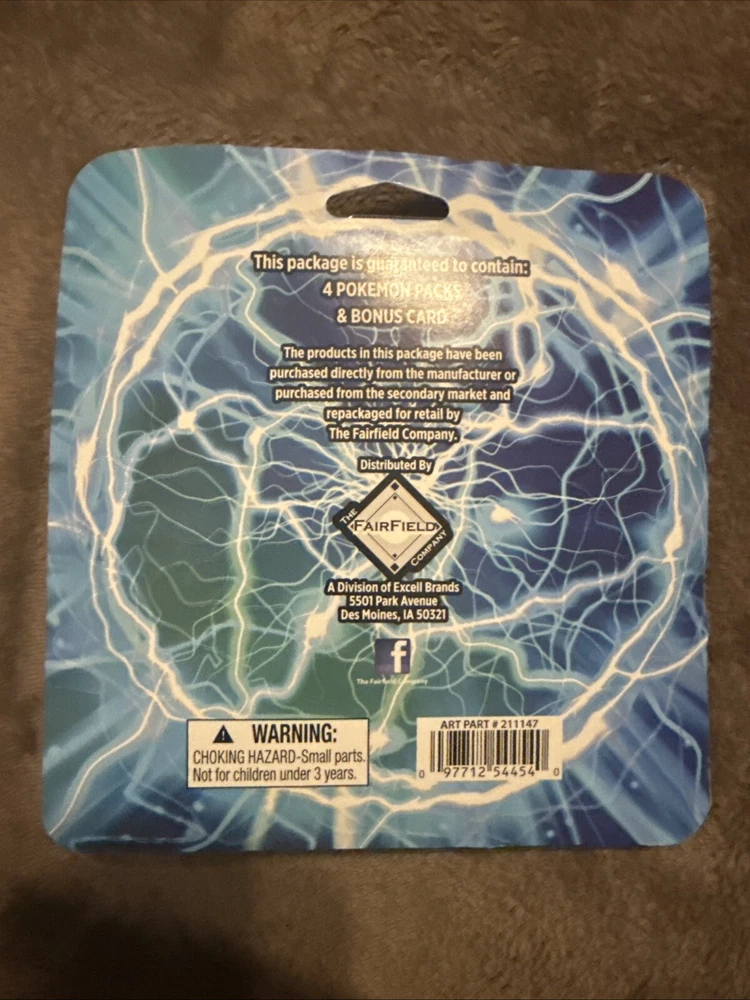 This package is guaranteed to contain:
4 POKEMON PACKS
& BONUS CARD
The products in this package have been
purchased directly from the manufacturer or
purchased from the secondary market and
repackaged for retail by
The Fairfield Company.
Distributed By
THE
FAIRFIELD
COMPANY
A Division of Excell Brands
5501 Park Avenue
Des Moines, IA 50321
f
The Fairfield Company
WARNING:
CHOKING HAZARD-Small parts.
Not for children under 3 years.
ART PART # 211147
0 97712 54454 0